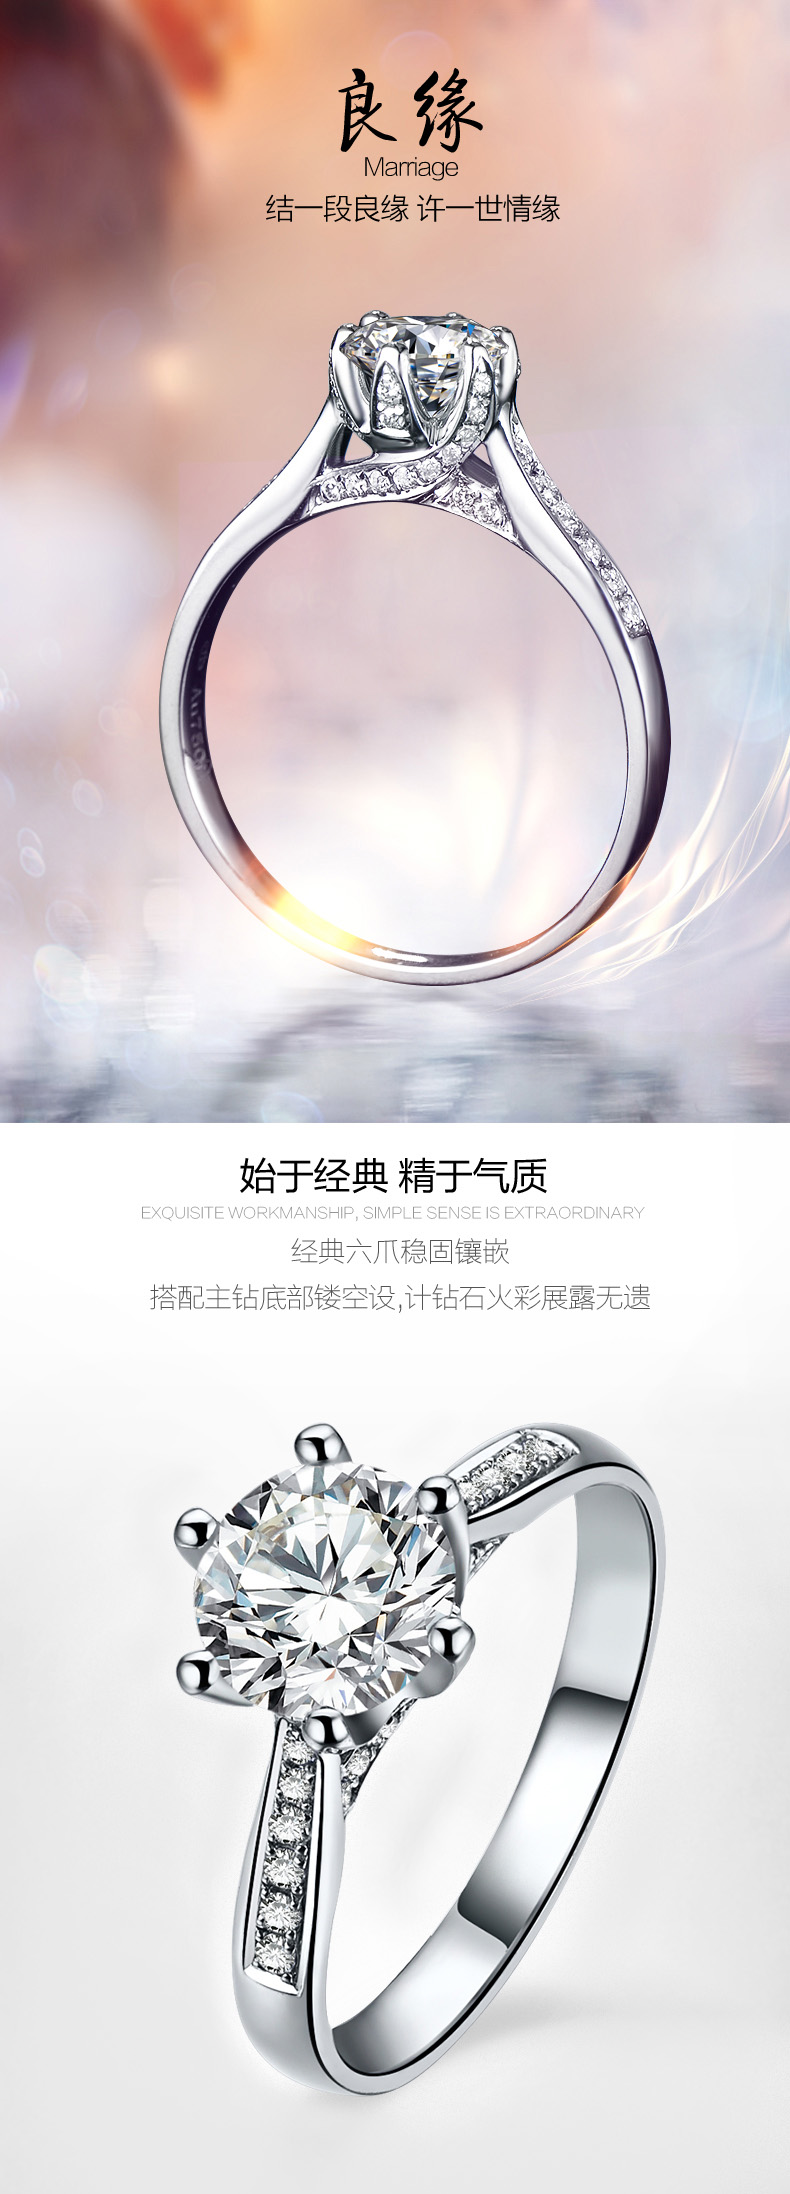 良缘
Marriage
结一段良缘 许一世情缘
Au750
始于经典 精于气质
EXQUISITE WORKMANSHIP, SIMPLE SENSE IS EXTRAORDINARY
经典六爪稳固镶嵌
搭配主钻底部镂空设,计钻石火彩展露无遗